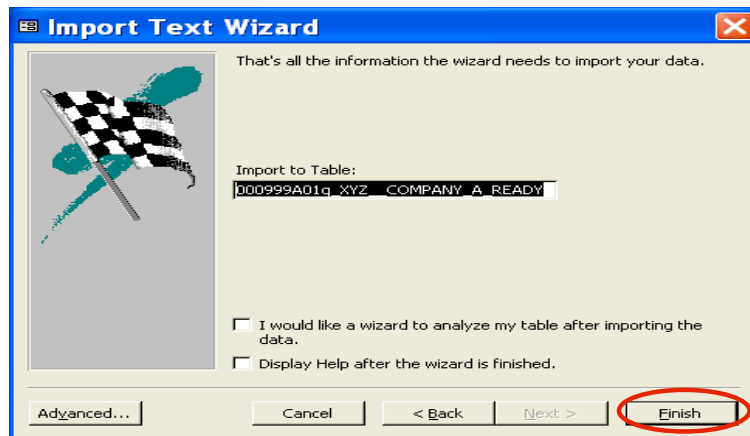 Import Text Wizard
That's all the information the wizard needs to import your data.
Import to Table:
000999A01q_XYZ__COMPANY_A_READY
I would like a wizard to analyze my table after importing the
data.
Display Help after the wizard is finished.
Advanced... Cancel < Back Next > Finish